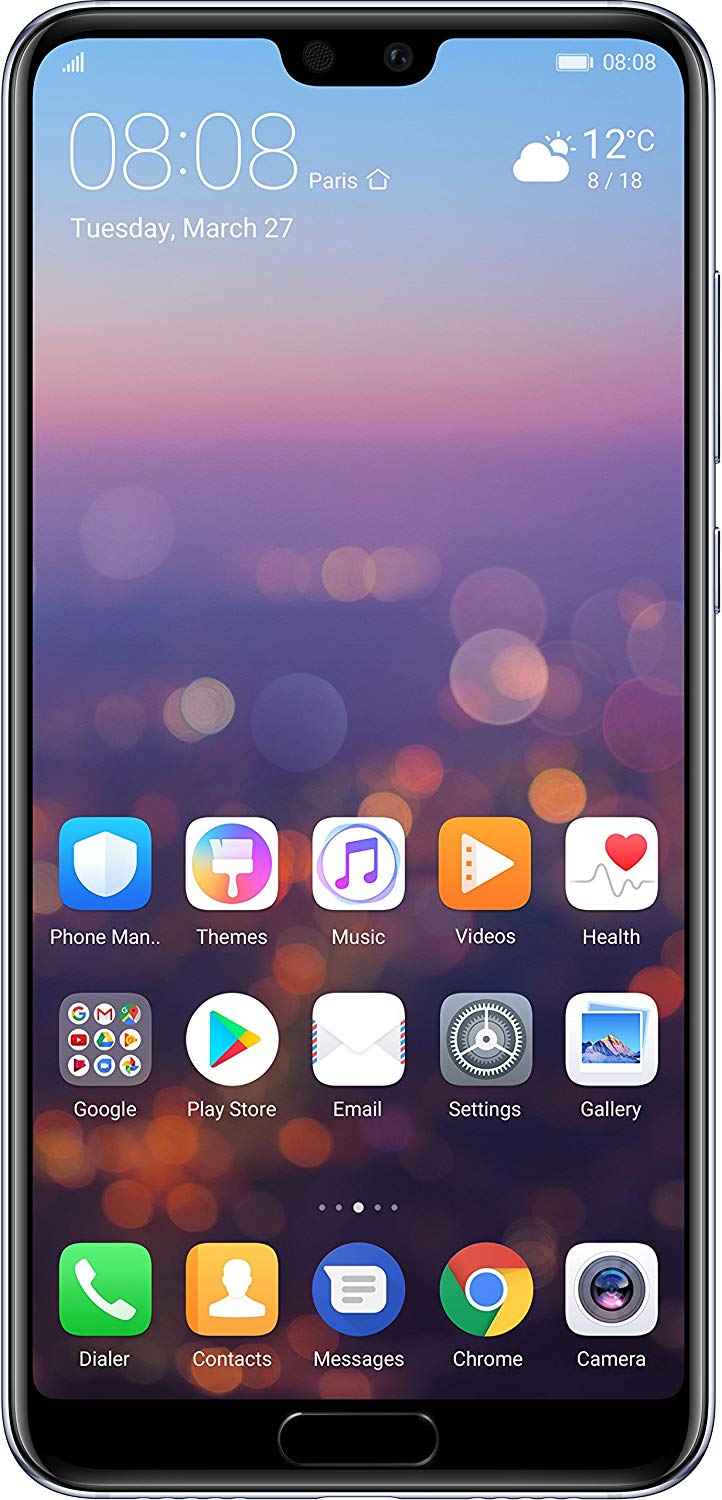 08:08
08:08 Paris
12°C
8 / 18
Tuesday, March 27
Phone Man.. Themes Music Videos Health
Google Play Store Email Settings Gallery
Dialer Contacts Messages Chrome Camera